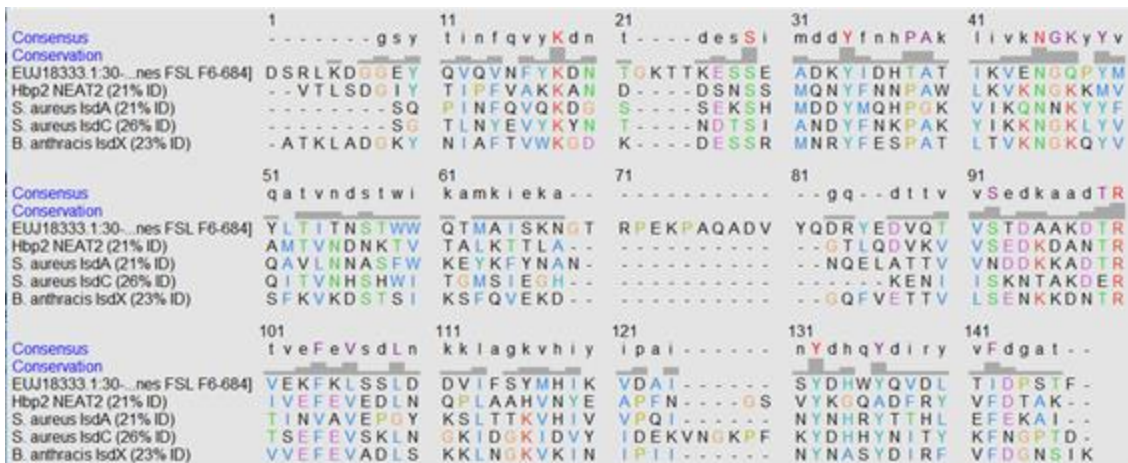 1 11 21 31 41
Consensus - - - - - - - g s y t i n f q v y K d n t - - - - d e s S i m d d Y f n h P A k l i v k N G K y Y v
Conservation
EUJ18333.1:30-...nes FSL F6-684] D S R L K D G G E Y Q V Q V N F Y K D N T G K T T K E S S E A D K Y I D H T A T I K V E N G Q P Y M
Hbp2 NEAT2 (21% ID) - - V T L S D G I Y T I P F V A K K A N D - - - - D S N S S M Q N Y F N N P A W L K V K N G K K M V
S. aureus IsdA (21% ID) - - - - - - - - S Q P I N F Q V Q K D G S - - - - S E K S H M D D Y M Q H P G K V I K Q N N K Y Y F
S. aureus IsdC (26% ID) - - - - - - - - S G T L N Y E V Y K Y N T - - - - N D T S I A N D Y F N K P A K Y I K K N G K L Y V
B. anthracis IsdX (23% ID) - A T K L A D G K Y N I A F T V W K G D K - - - - D E S S R M N R Y F E S P A T L T V K N G K Q Y V
51 61 71 81 91
Consensus q a t v n d s t w i k a m k i e k a - - - - - - - - - - - - - - g q - - d t t v v S e d k a a d T R
Conservation
EUJ18333.1:30-...nes FSL F6-684] Y L T I T N S T W W Q T M A I S K N G T R P E K P A Q A D V Y Q D R Y E D V Q T V S T D A A K D T R
Hbp2 NEAT2 (21% ID) A M T V N D N K T V T A L K T T L A - - - - - - - - - - - - - - G T L Q D V K V V S E D K D A N T R
S. aureus IsdA (21% ID) Q A V L N N A S F W K E Y K F Y N A N - - - - - - - - - - - - - N Q E L A T T V V N D D K K A D T R
S. aureus IsdC (26% ID) Q I T V N H S H W I T G M S I E G H - - - - - - - - - - - - - - - - - - K E N I I S K N T A K D E R
B. anthracis IsdX (23% ID) S F K V K D S T S I K S F Q V E K D - - - - - - - - - - - - - - G Q F V E T T V L S E N K K D N T R
101 111 121 131 141
Consensus t v e F e V s d L n k k l a g k v h i y i p a i - - - - - - n Y d h q Y d i r y v F d g a t - -
Conservation
EUJ18333.1:30-...nes FSL F6-684] V E K F K L S S L D D V I F S Y M H I K V D A I - - - - - - S Y D H W Y Q V D L T I D P S T F -
Hbp2 NEAT2 (21% ID) I V E F E V E D L N Q P L A A H V N Y E A P F N - - - - G S V Y K G Q A D F R Y V F D T A K - -
S. aureus IsdA (21% ID) T I N V A V E P G Y K S L T T K V H I V V P Q I - - - - - - N Y N H R Y T T H L E F E K A I - -
S. aureus IsdC (26% ID) T S E F E V S K L N G K I D G K I D V Y I D E K V N G K P F K Y D H H Y N I T Y K F N G P T D -
B. anthracis IsdX (23% ID) V V E F E V A D L S K K L N G K V K I N I P I I - - - - - - N Y N A S Y D I R F V F D G N S I K